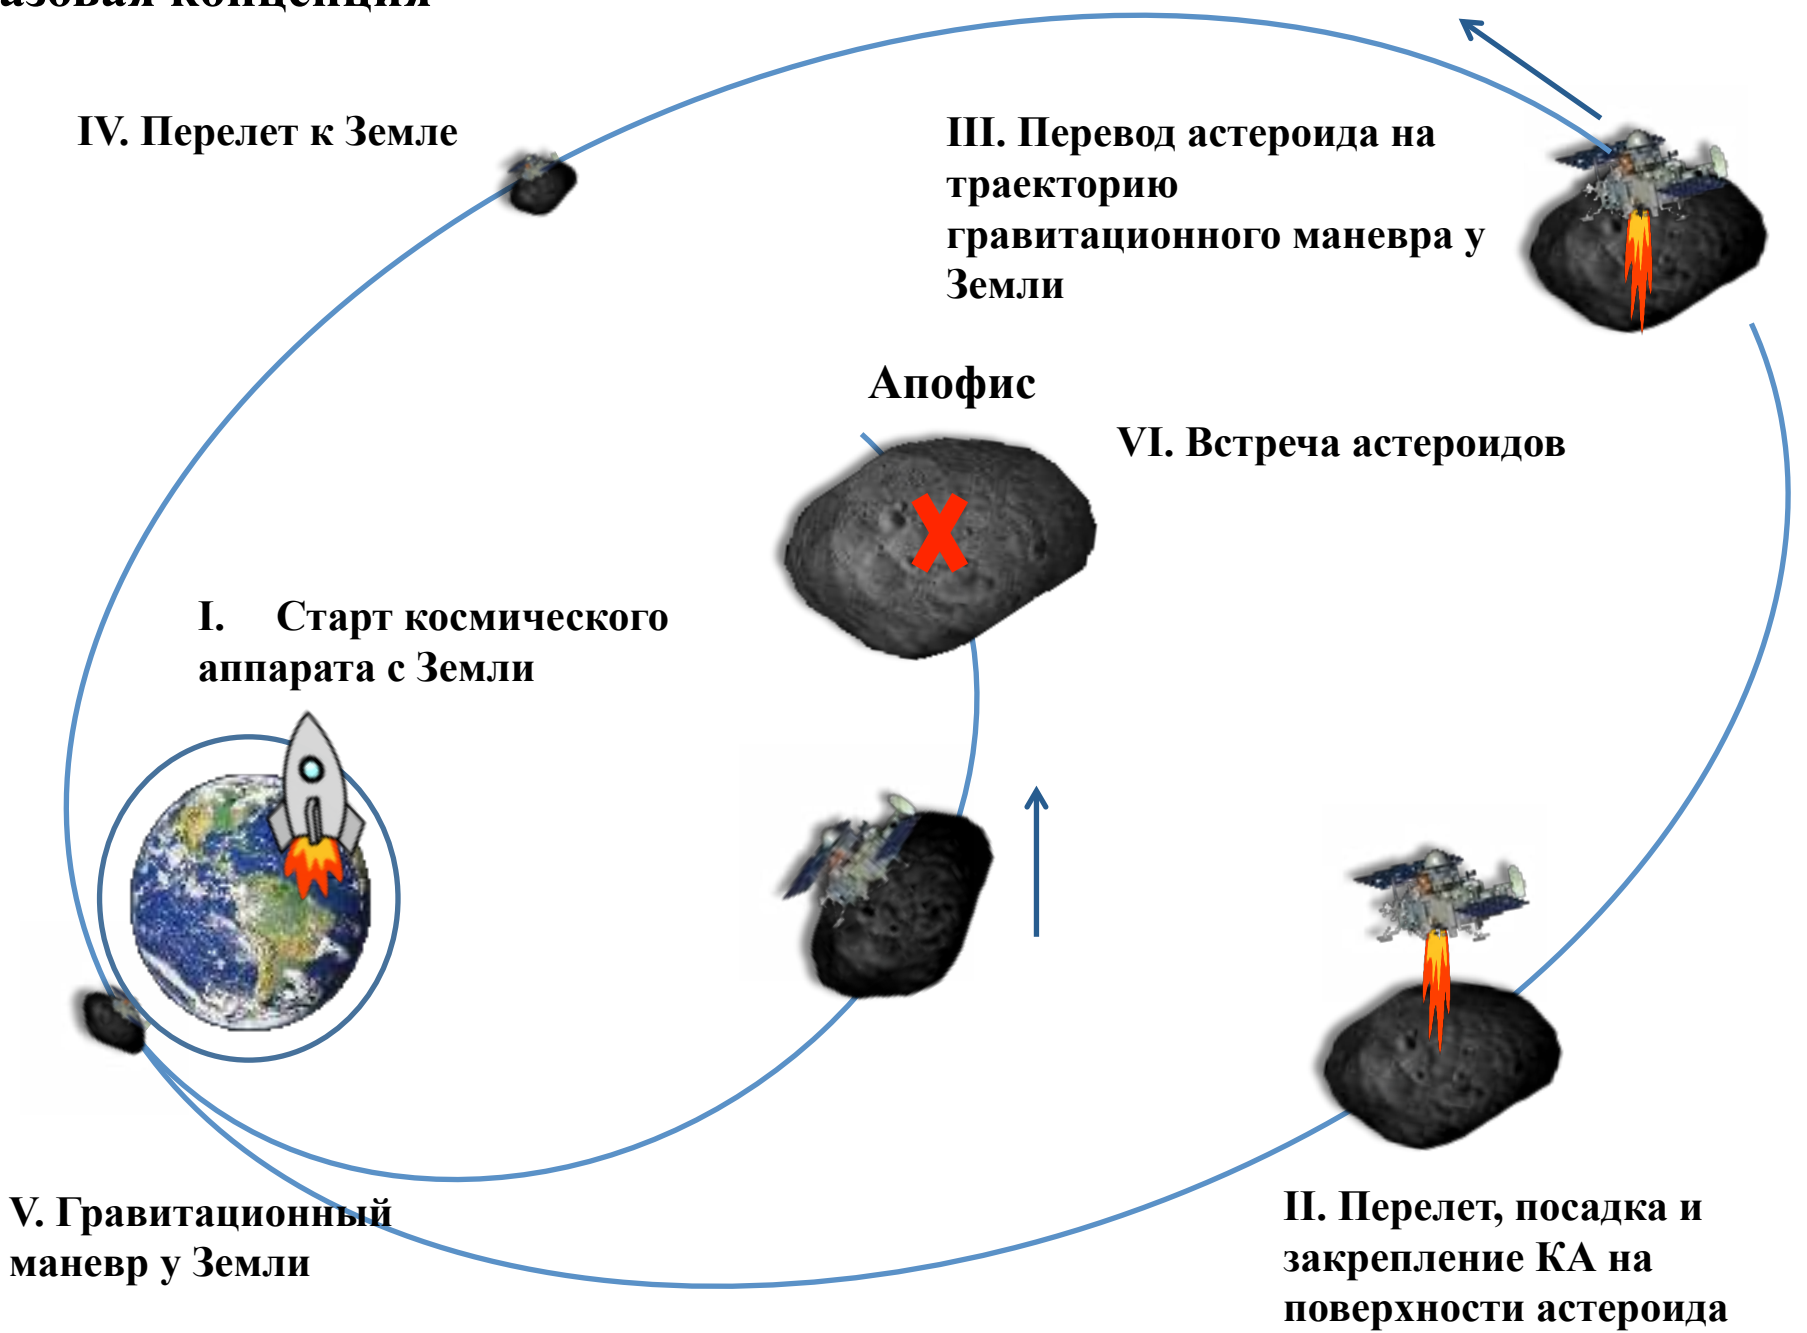 концепция
IV. Перелет к Земле
III. Перевод астероида на
траекторию
гравитационного маневра у
Земли
Апофис
VI. Встреча астероидов
I. Старт космического
аппарата с Земли
V. Гравитационный
маневр у Земли
II. Перелет, посадка и
закрепление КА на
поверхности астероида